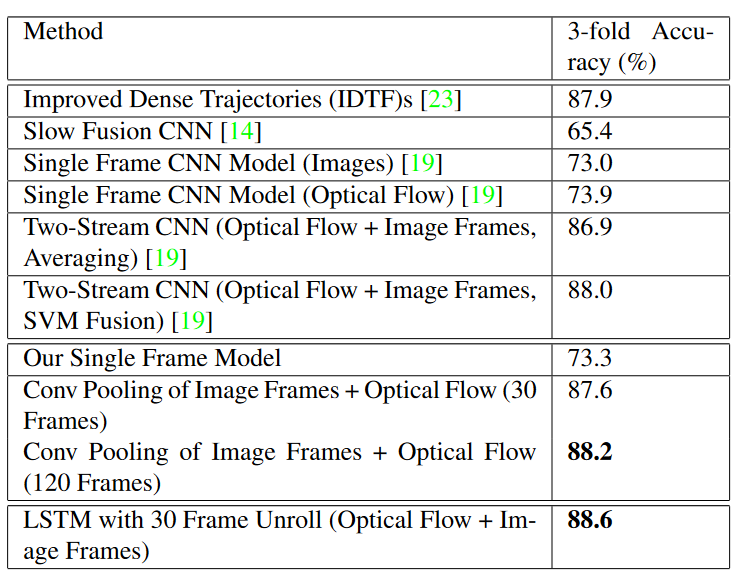 Method 3-fold Accu-
racy (%)
Improved Dense Trajectories (IDTF)s [23] 87.9
Slow Fusion CNN [14] 65.4
Single Frame CNN Model (Images) [19] 73.0
Single Frame CNN Model (Optical Flow) [19] 73.9
Two-Stream CNN (Optical Flow + Image Frames, 86.9
Averaging) [19]
Two-Stream CNN (Optical Flow + Image Frames, 88.0
SVM Fusion) [19]
Our Single Frame Model 73.3
Conv Pooling of Image Frames + Optical Flow (30 87.6
Frames)
Conv Pooling of Image Frames + Optical Flow 88.2
(120 Frames)
LSTM with 30 Frame Unroll (Optical Flow + Im- 88.6
age Frames)